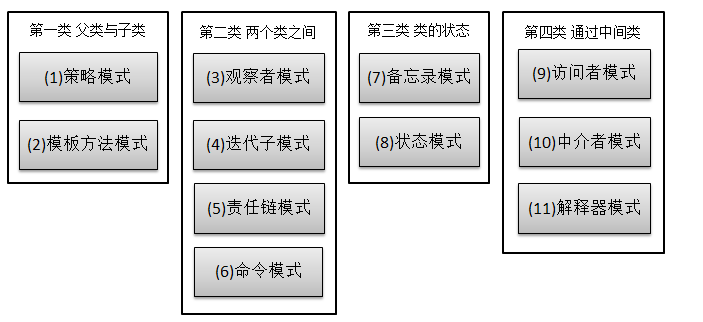 第一类 父类与子类
(1)策略模式
(2)模板方法模式
第二类 两个类之间
(3)观察者模式
(4)迭代子模式
(5)责任链模式
(6)命令模式
第三类 类的状态
(7)备忘录模式
(8)状态模式
第四类 通过中间类
(9)访问者模式
(10)中介者模式
(11)解释器模式